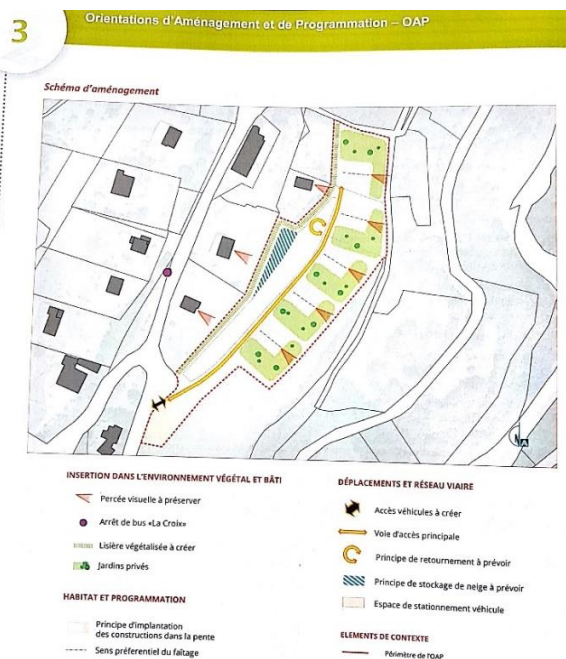 3
Orientations d'Aménagement et de Programmation – OAP
Schéma d'aménagement
INSERTION DANS L'ENVIRONNEMENT VÉGÉTAL ET BÂTI
Percée visuelle à préserver
Arrêt de bus «La Croix»
Lisière végétalisée à créer
Jardins privés
HABITAT ET PROGRAMMATION
Principe d'implantation
des constructions dans la pente
Sens préferentiel du faîtage
DÉPLACEMENTS ET RÉSEAU VIAIRE
Accès véhicules à créer
Voie d'accès principale
Principe de retournement à prévoir
Principe de stockage de neige à prévoir
Espace de stationnement véhicule
ELEMENTS DE CONTEXTE
Périmètre de l'OAP